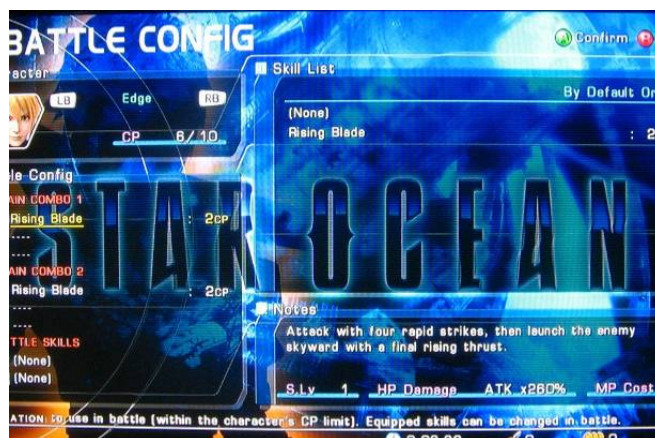 BATTLE CONFIG
A Confirm B
racter
Skill List
LB Edge RB
By Default Or
CP 6/10
(None)
Rising Blade : 2
le Config
AIN COMBO 1
Rising Blade : 2CP
----
STAR OCEAN
AIN COMBO 2
Rising Blade : 2CP
----
Notes
TTLE SKILLS
(None)
(None)
Attack with four rapid strikes, then launch the enemy
skyward with a final rising thrust.
S.Lv 1 HP Damage ATK x260% MP Cost
ATION: to use in battle (within the character's CP limit). Equipped skills can be changed in battle.